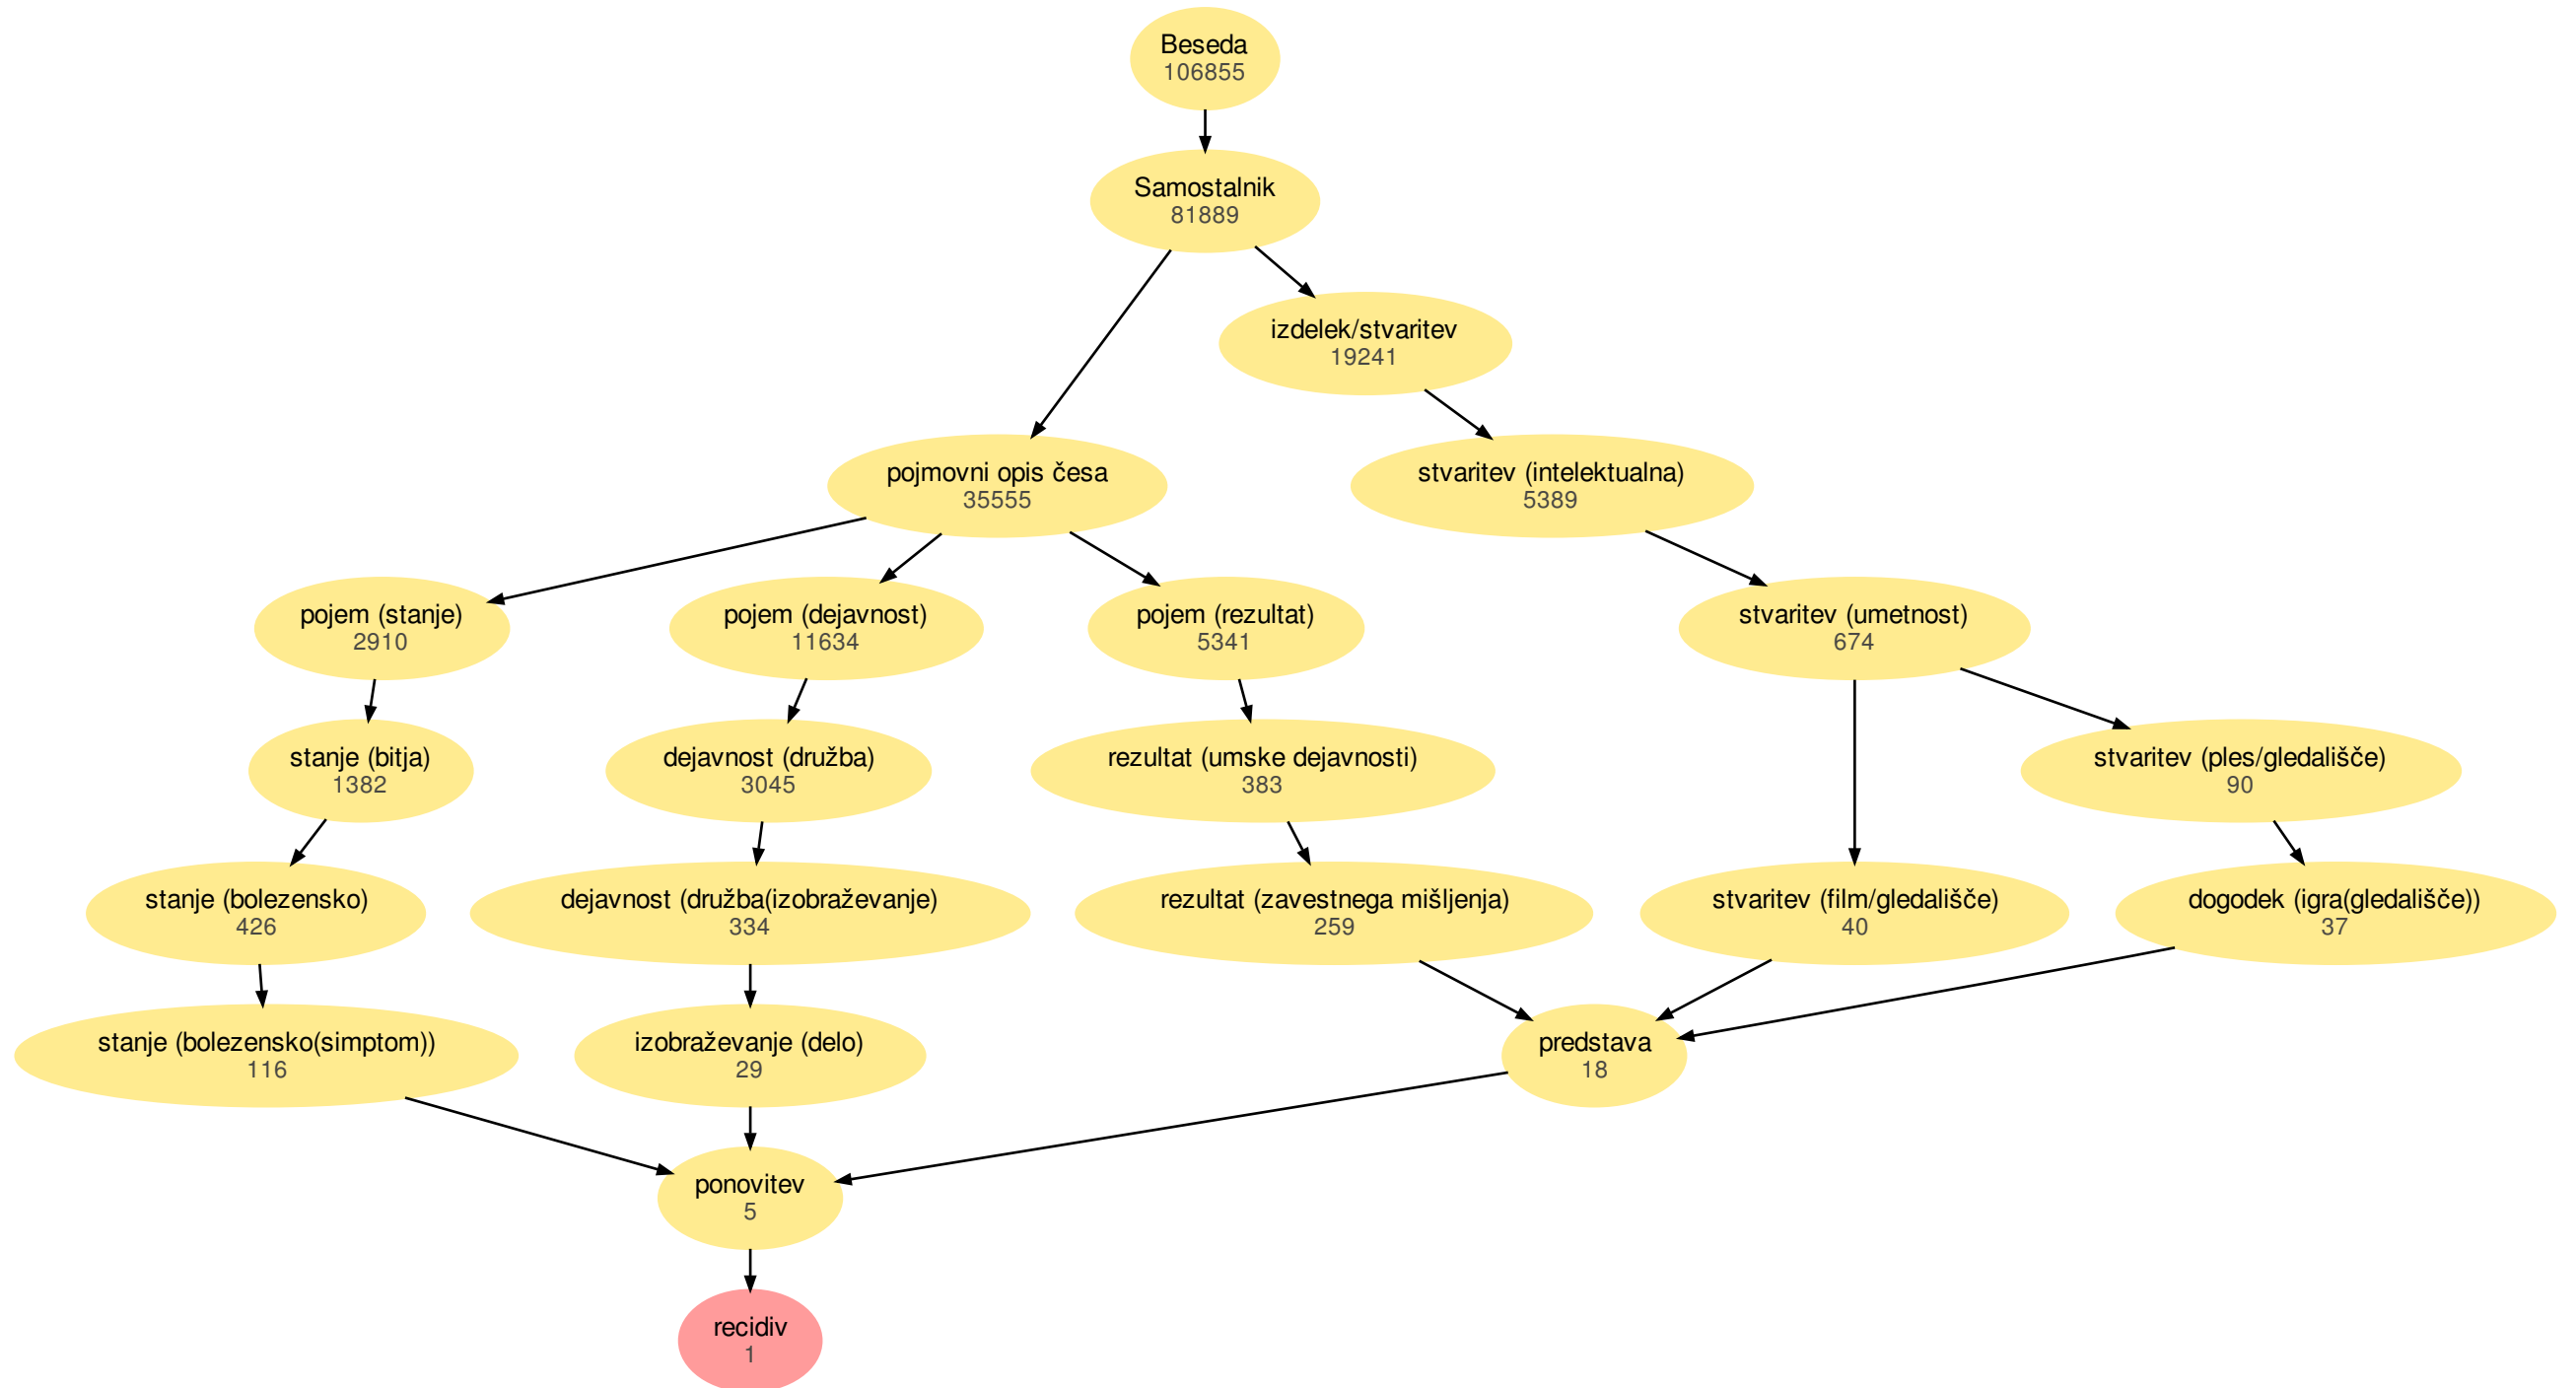 Beseda
106855
Samostalnik
81889
izdelek/stvaritev
19241
pojmovni opis česa
35555
stvaritev (intelektualna)
5389
pojem (stanje)
2910
pojem (dejavnost)
11634
pojem (rezultat)
5341
stvaritev (umetnost)
674
stanje (bitja)
1382
dejavnost (družba)
3045
rezultat (umske dejavnosti)
383
stvaritev (ples/gledališče)
90
stanje (bolezensko)
426
dejavnost (družba(izobraževanje)
334
rezultat (zavestnega mišljenja)
259
stvaritev (film/gledališče)
40
dogodek (igra(gledališče))
37
stanje (bolezensko(simptom))
116
izobraževanje (delo)
29
predstava
18
ponovitev
5
recidiv
1